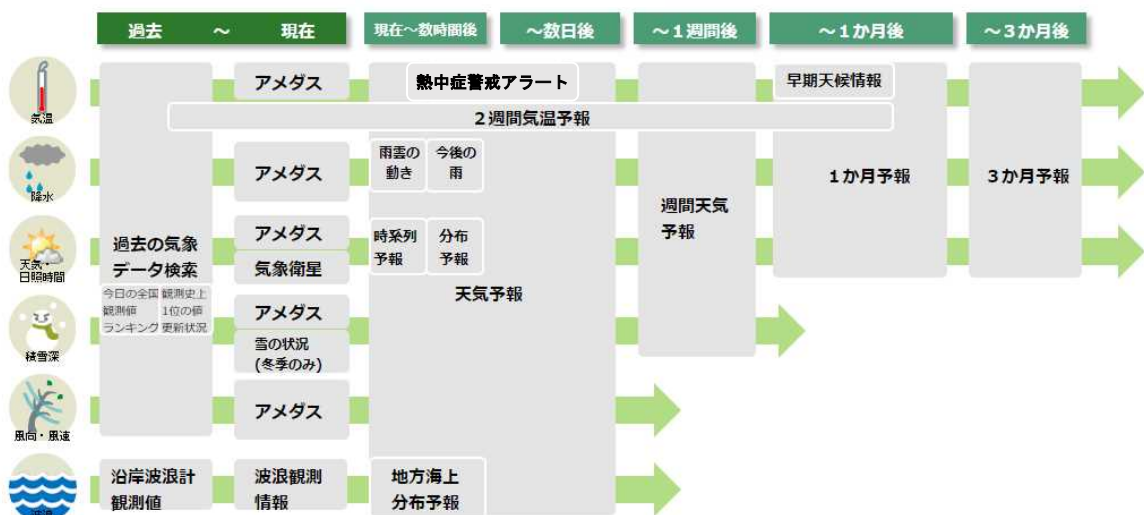 過去 ～ 現在
現在～数時間後
～数日後
～１週間後
～１か月後
～３か月後
気温
アメダス
熱中症警戒アラート
早期天候情報
２週間気温予報
降水
アメダス
雨雲の
動き
今後の
雨
１か月予報
３か月予報
週間天気
予報
天気・
日照時間
過去の気象
データ検索
アメダス
気象衛星
時系列
予報
分布
予報
天気予報
今日の全国
観測値
ランキング
観測史上
1位の値
更新状況
積雪深
アメダス
雪の状況
(冬季のみ)
風向・風速
アメダス
沿岸波浪計
観測値
波浪観測
情報
地方海上
分布予報